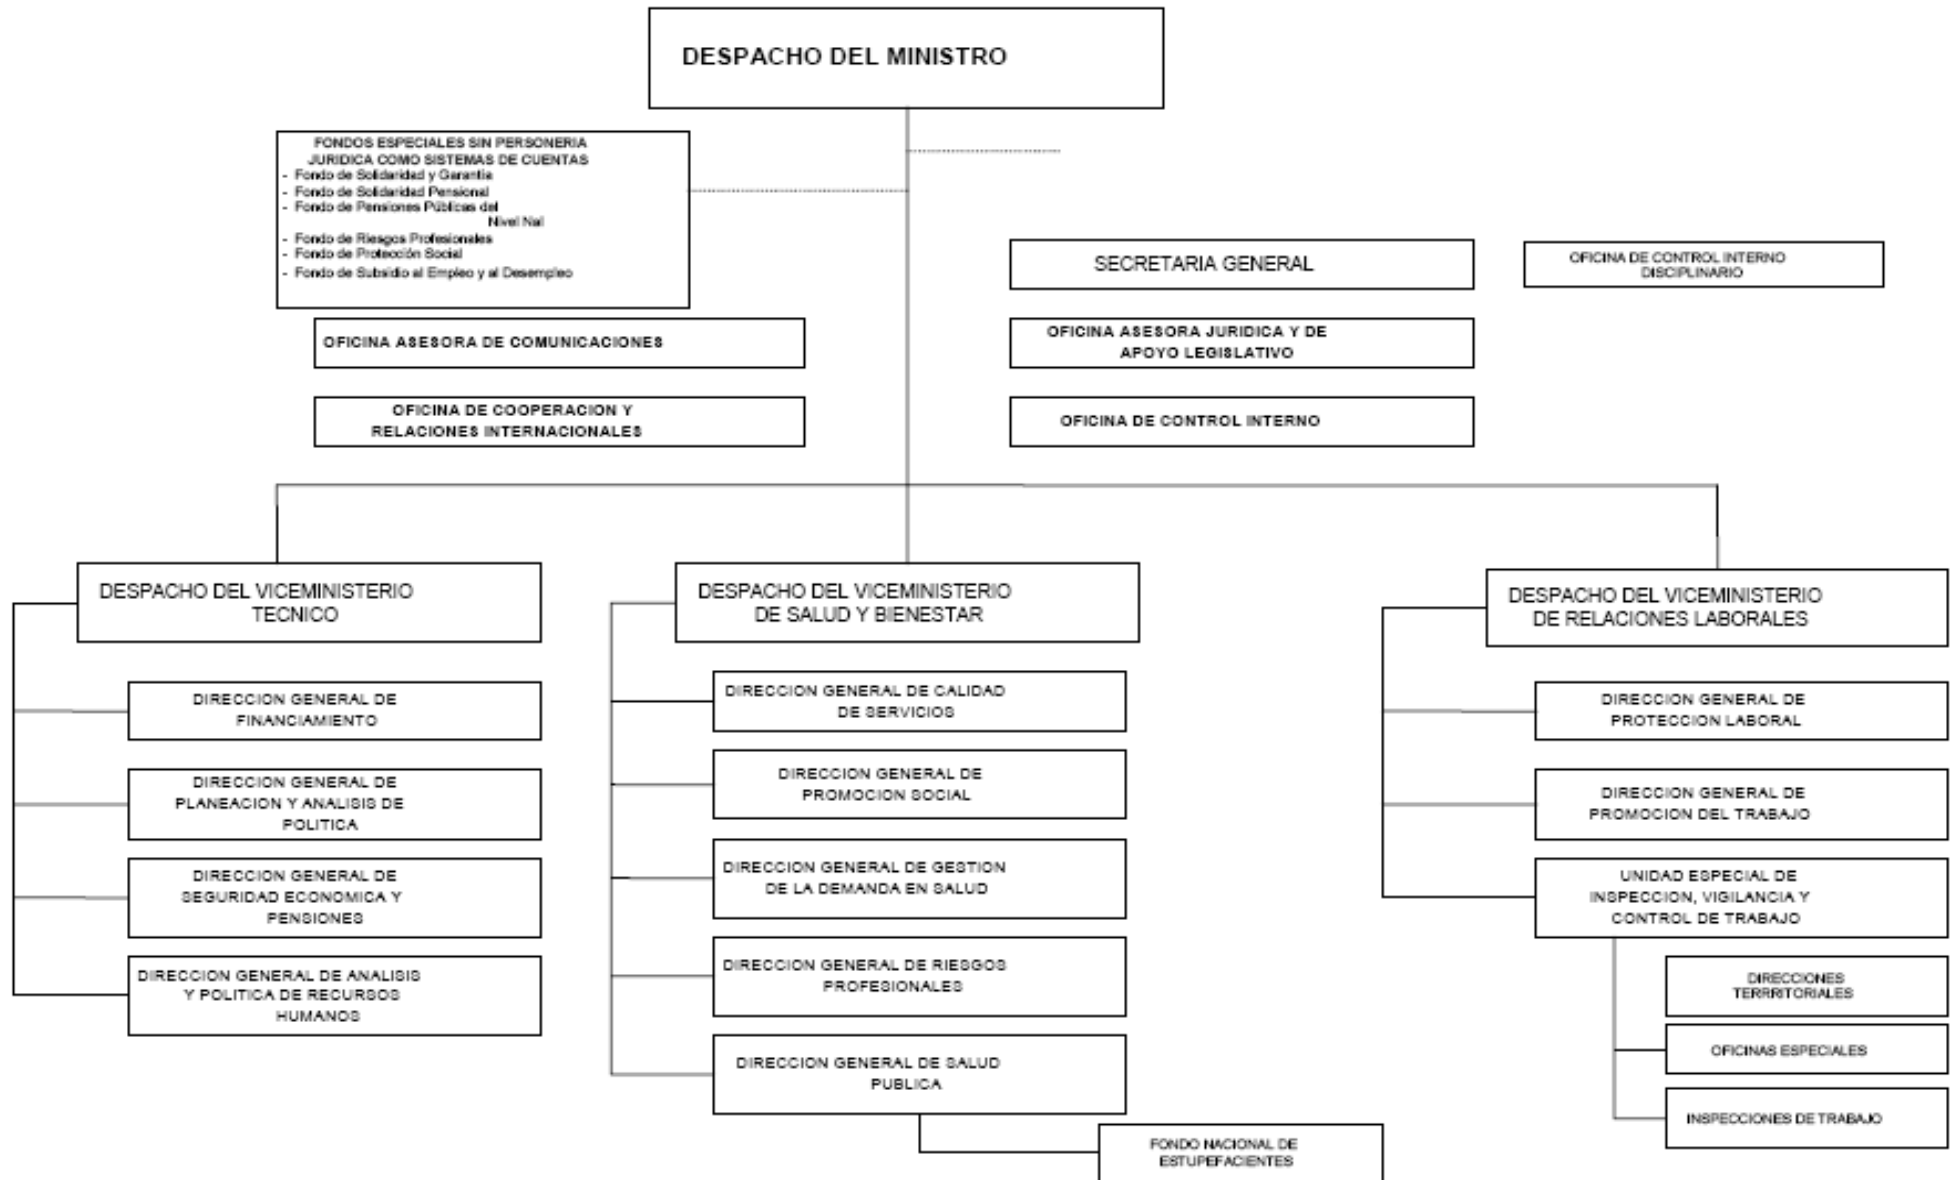 DESPACHO DEL MINISTRO
FONDOS ESPECIALES SIN PERSONERIA
JURIDICA COMO SISTEMAS DE CUENTAS
- Fondo de Solidaridad y Garantía
- Fondo de Solidaridad Pensional
- Fondo de Pensiones Públicas del
Nivel Nal
- Fondo de Riesgos Profesionales
- Fondo de Protección Social
- Fondo de Subsidio al Empleo y al Desempleo
SECRETARIA GENERAL
OFICINA DE CONTROL INTERNO
DISCIPLINARIO
OFICINA ASESORA DE COMUNICACIONES
OFICINA ASESORA JURIDICA Y DE
APOYO LEGISLATIVO
OFICINA DE COOPERACION Y
RELACIONES INTERNACIONALES
OFICINA DE CONTROL INTERNO
DESPACHO DEL VICEMINISTERIO
TECNICO
DIRECCION GENERAL DE
FINANCIAMIENTO
DIRECCION GENERAL DE
PLANEACION Y ANALISIS DE
POLITICA
DIRECCION GENERAL DE
SEGURIDAD ECONOMICA Y
PENSIONES
DIRECCION GENERAL DE ANALISIS
Y POLITICA DE RECURSOS
HUMANOS
DESPACHO DEL VICEMINISTERIO
DE SALUD Y BIENESTAR
DIRECCION GENERAL DE CALIDAD
DE SERVICIOS
DIRECCION GENERAL DE
PROMOCION SOCIAL
DIRECCION GENERAL DE GESTION
DE LA DEMANDA EN SALUD
DIRECCION GENERAL DE RIESGOS
PROFESIONALES
DIRECCION GENERAL DE SALUD
PUBLICA
FONDO NACIONAL DE
ESTUPEFACIENTES
DESPACHO DEL VICEMINISTERIO
DE RELACIONES LABORALES
DIRECCION GENERAL DE
PROTECCION LABORAL
DIRECCION GENERAL DE
PROMOCION DEL TRABAJO
UNIDAD ESPECIAL DE
INSPECCION, VIGILANCIA Y
CONTROL DE TRABAJO
DIRECCIONES
TERRRITORIALES
OFICINAS ESPECIALES
INSPECCIONES DE TRABAJO